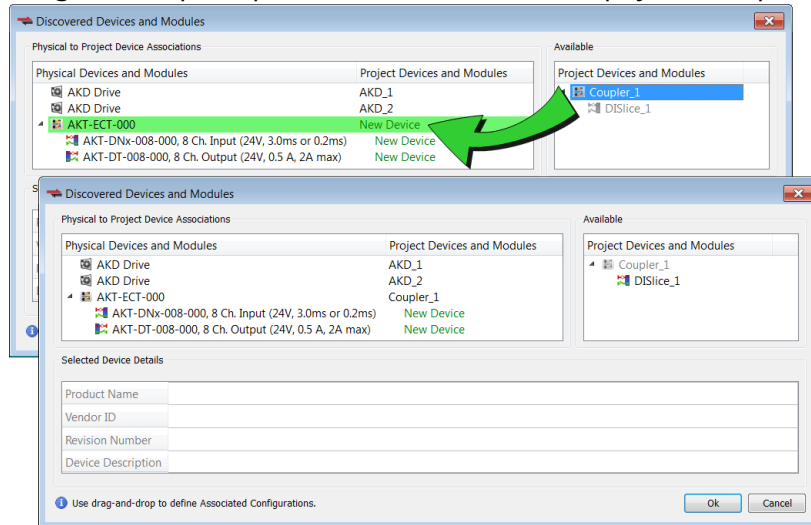 Discovered Devices and Modules
Physical to Project Device Associations
Available
Physical Devices and Modules Project Devices and Modules
Project Devices and Modules
AKD Drive AKD_1
Coupler_1
AKD Drive AKD_2
DISlice_1
AKT-ECT-000 New Device
AKT-DNx-008-000, 8 Ch. Input (24V, 3.0ms or 0.2ms) New Device
AKT-DT-008-000, 8 Ch. Output (24V, 0.5 A, 2A max) New Device
Discovered Devices and Modules
Physical to Project Device Associations
Available
Physical Devices and Modules Project Devices and Modules
Project Devices and Modules
AKD Drive AKD_1
Coupler_1
AKD Drive AKD_2
DISlice_1
AKT-ECT-000 Coupler_1
AKT-DNx-008-000, 8 Ch. Input (24V, 3.0ms or 0.2ms) New Device
AKT-DT-008-000, 8 Ch. Output (24V, 0.5 A, 2A max) New Device
Selected Device Details
Product Name
Vendor ID
Revision Number
Device Description
Use drag-and-drop to define Associated Configurations.
Ok Cancel